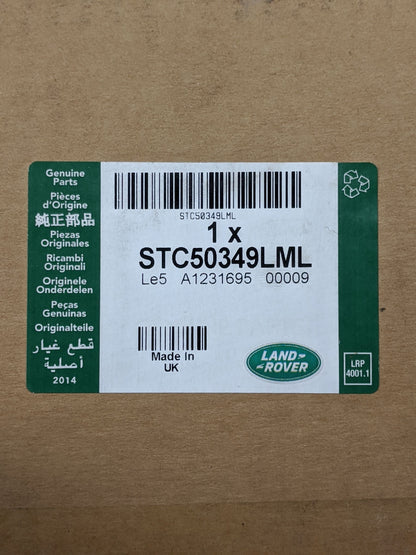 Genuine
Parts
Pièces
d'Origine
純正部品
Piezas
Originales
Ricambi
Originali
Originele
Onderdelen
Peças
Genuinas
Originalteile
قطع غيار
أصلية
2014
STC50349LML
1 x
STC50349LML
Le5 A1231695 00009
Made In
UK
LAND-
-ROVER
LRP
4001.1